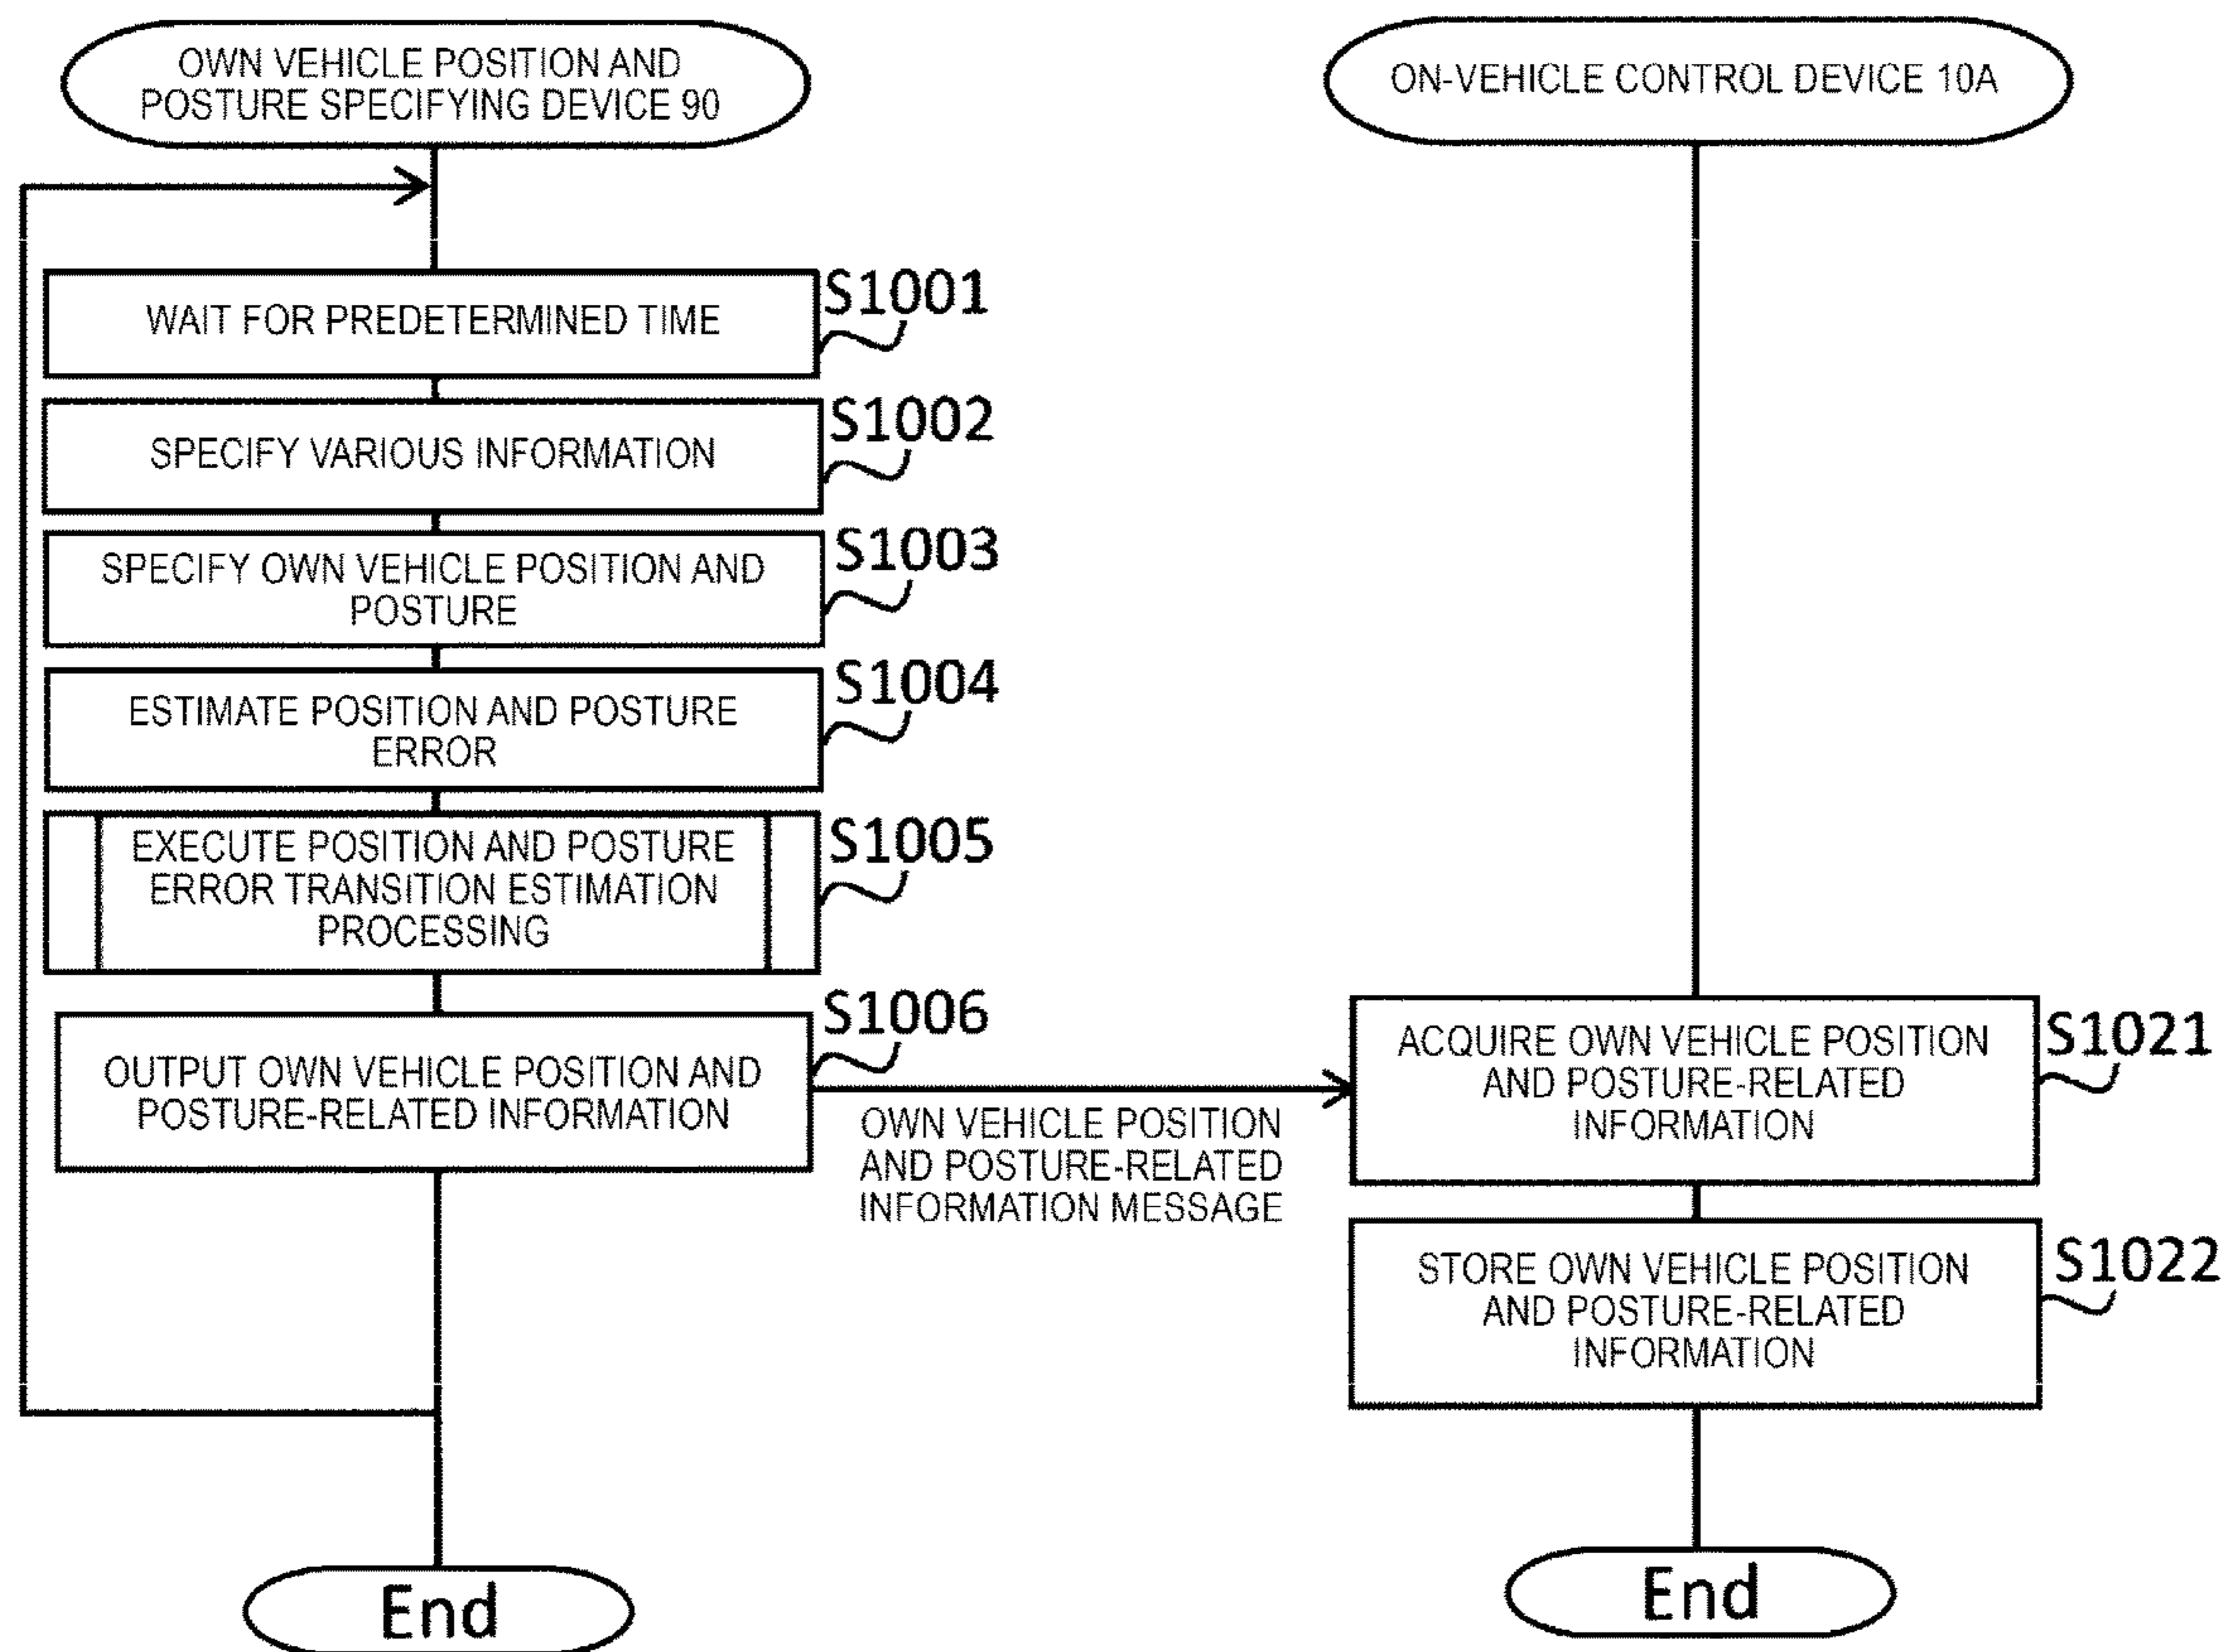 OWN VEHICLE POSITION AND
POSTURE SPECIFYING DEVICE 90
WAIT FOR PREDETERMINED TIME
S1001
SPECIFY VARIOUS INFORMATION
S1002
SPECIFY OWN VEHICLE POSITION AND
POSTURE
S1003
ESTIMATE POSITION AND POSTURE
ERROR
S1004
EXECUTE POSITION AND POSTURE
ERROR TRANSITION ESTIMATION
PROCESSING
S1005
OUTPUT OWN VEHICLE POSITION AND
POSTURE-RELATED INFORMATION
S1006
End
OWN VEHICLE POSITION
AND POSTURE-RELATED
INFORMATION MESSAGE
ON-VEHICLE CONTROL DEVICE 10A
ACQUIRE OWN VEHICLE POSITION
AND POSTURE-RELATED
INFORMATION
S1021
STORE OWN VEHICLE POSITION
AND POSTURE-RELATED
INFORMATION
S1022
End